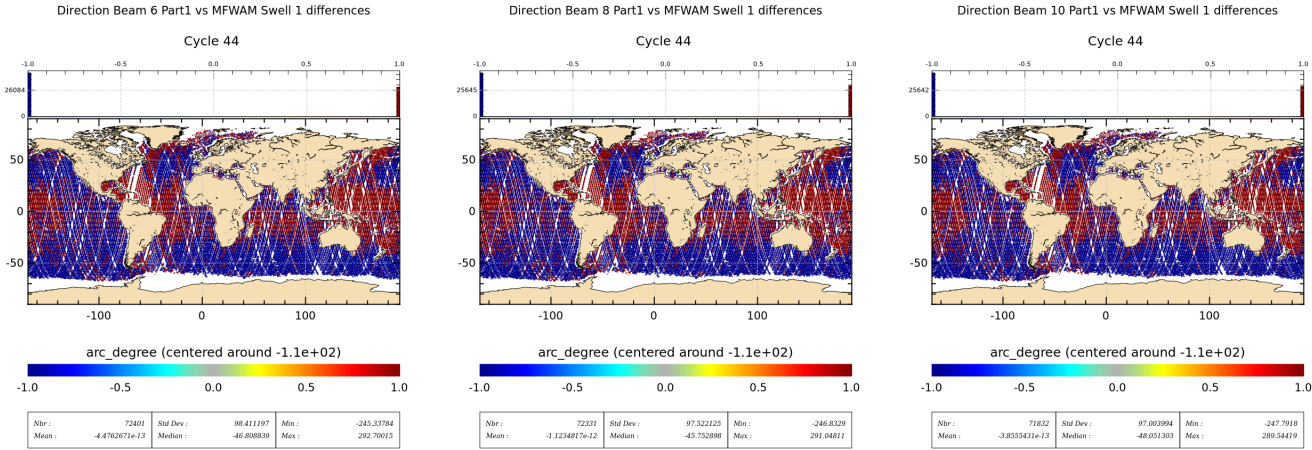 Direction Beam 6 Part1 vs MFWAM Swell 1 differences
Cycle 44
-1.0 -0.5 0.0 0.5 1.0
26084
0
50
0
-50
-100 0 100
arc_degree (centered around -1.1e+02)
-1.0 -0.5 0.0 0.5 1.0
Nbr : 72401 Std Dev : 98.411197 Min : -245.33784
Mean : -4.4762671e-13 Median : -46.808839 Max : 292.70015
Direction Beam 8 Part1 vs MFWAM Swell 1 differences
Cycle 44
-1.0 -0.5 0.0 0.5 1.0
25645
0
50
0
-50
-100 0 100
arc_degree (centered around -1.1e+02)
-1.0 -0.5 0.0 0.5 1.0
Nbr : 72331 Std Dev : 97.522125 Min : -246.8329
Mean : -1.1234817e-12 Median : -45.752898 Max : 291.04811
Direction Beam 10 Part1 vs MFWAM Swell 1 differences
Cycle 44
-1.0 -0.5 0.0 0.5 1.0
25642
0
50
0
-50
-100 0 100
arc_degree (centered around -1.1e+02)
-1.0 -0.5 0.0 0.5 1.0
Nbr : 71832 Std Dev : 97.003994 Min : -247.7918
Mean : -3.8555431e-13 Median : -48.051303 Max : 289.54419